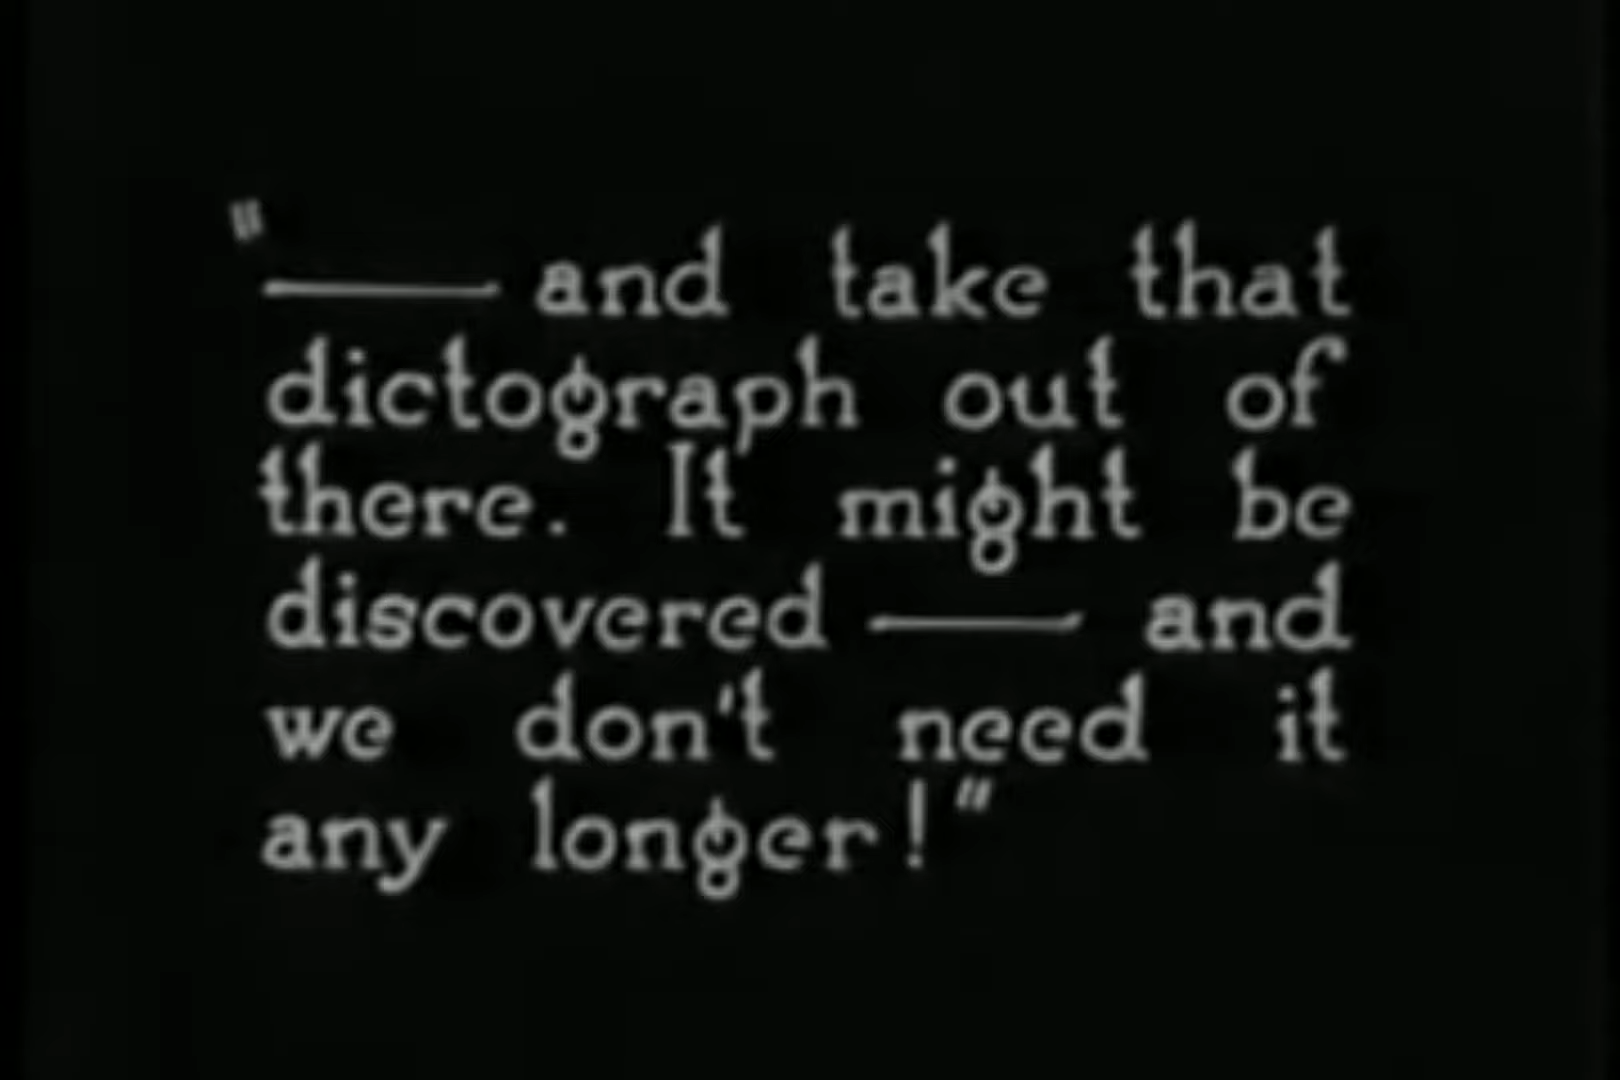 "— and take that
dictograph out of
there. It might be
discovered — and
we don't need it
any longer!"